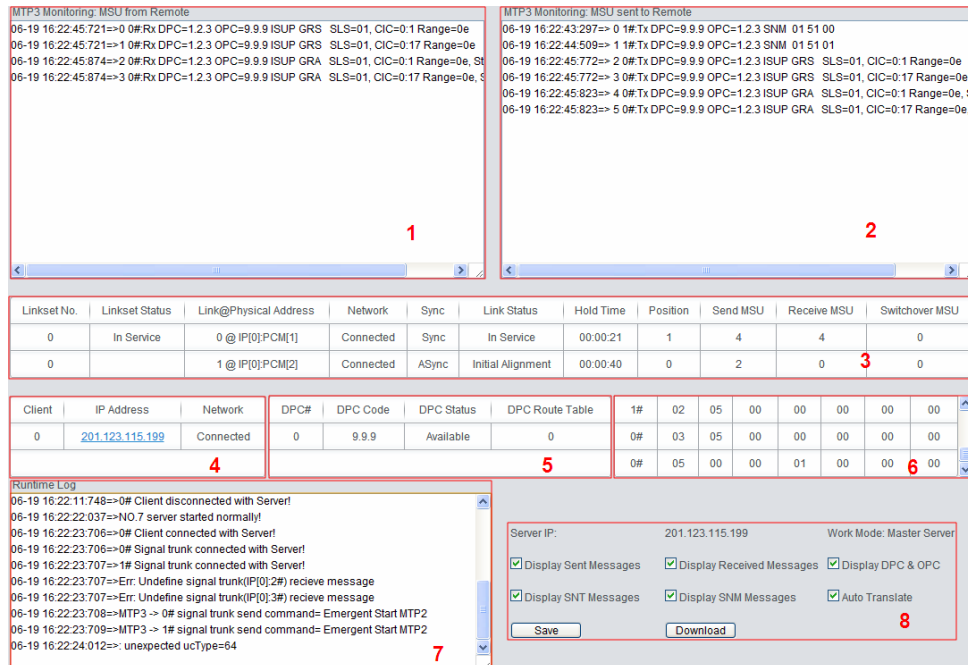 MTP3 Monitoring: MSU from Remote
06-19 16:22:45:721=>0 0#:Rx DPC=1.2.3 OPC=9.9.9 ISUP GRS SLS=01, CIC=0:1 Range=0e
06-19 16:22:45:721=>1 0#:Rx DPC=1.2.3 OPC=9.9.9 ISUP GRS SLS=01, CIC=0:17 Range=0e
06-19 16:22:45:874=>2 0#:Rx DPC=1.2.3 OPC=9.9.9 ISUP GRA SLS=01, CIC=0:1 Range=0e, St
06-19 16:22:45:874=>3 0#:Rx DPC=1.2.3 OPC=9.9.9 ISUP GRA SLS=01, CIC=0:17 Range=0e, S
1
MTP3 Monitoring: MSU sent to Remote
06-19 16:22:43:297=> 0 1#:Tx DPC=9.9.9 OPC=1.2.3 SNM 01 51 00
06-19 16:22:44:509=> 1 1#:Tx DPC=9.9.9 OPC=1.2.3 SNM 01 51 01
06-19 16:22:45:772=> 2 0#:Tx DPC=9.9.9 OPC=1.2.3 ISUP GRS SLS=01, CIC=0:1 Range=0e
06-19 16:22:45:772=> 3 0#:Tx DPC=9.9.9 OPC=1.2.3 ISUP GRS SLS=01, CIC=0:17 Range=0e
06-19 16:22:45:823=> 4 0#:Tx DPC=9.9.9 OPC=1.2.3 ISUP GRA SLS=01, CIC=0:1 Range=0e, S
06-19 16:22:45:823=> 5 0#:Tx DPC=9.9.9 OPC=1.2.3 ISUP GRA SLS=01, CIC=0:17 Range=0e,
2
Linkset No. Linkset Status Link@Physical Address Network Sync Link Status Hold Time Position Send MSU Receive MSU Switchover MSU
0 In Service 0 @ IP[0]:PCM[1] Connected Sync In Service 00:00:21 1 4 4 0
0 1 @ IP[0]:PCM[2] Connected ASync Initial Alignment 00:00:40 0 2 0 0
3
Client IP Address Network
0 201.123.115.199 Connected
4
DPC# DPC Code DPC Status DPC Route Table
0 9.9.9 Available 0
5
1# 02 05 00 00 00 00 00
0# 03 05 00 00 00 00 00
0# 05 00 00 01 00 00 00
6
Runtime Log
06-19 16:22:11:748=>0# Client disconnected with Server!
06-19 16:22:22:037=>NO.7 server started normally!
06-19 16:22:23:706=>0# Client connected with Server!
06-19 16:22:23:706=>0# Signal trunk connected with Server!
06-19 16:22:23:707=>1# Signal trunk connected with Server!
06-19 16:22:23:707=>Err: Undefine signal trunk(IP[0]:2#) recieve message
06-19 16:22:23:707=>Err: Undefine signal trunk(IP[0]:3#) recieve message
06-19 16:22:23:708=>MTP3 -> 0# signal trunk send command= Emergent Start MTP2
06-19 16:22:23:709=>MTP3 -> 1# signal trunk send command= Emergent Start MTP2
06-19 16:22:24:012=>: unexpected ucType=64
7
Server IP: 201.123.115.199 Work Mode: Master Server
Display Sent Messages Display Received Messages Display DPC & OPC
Display SNT Messages Display SNM Messages Auto Translate
Save Download
8